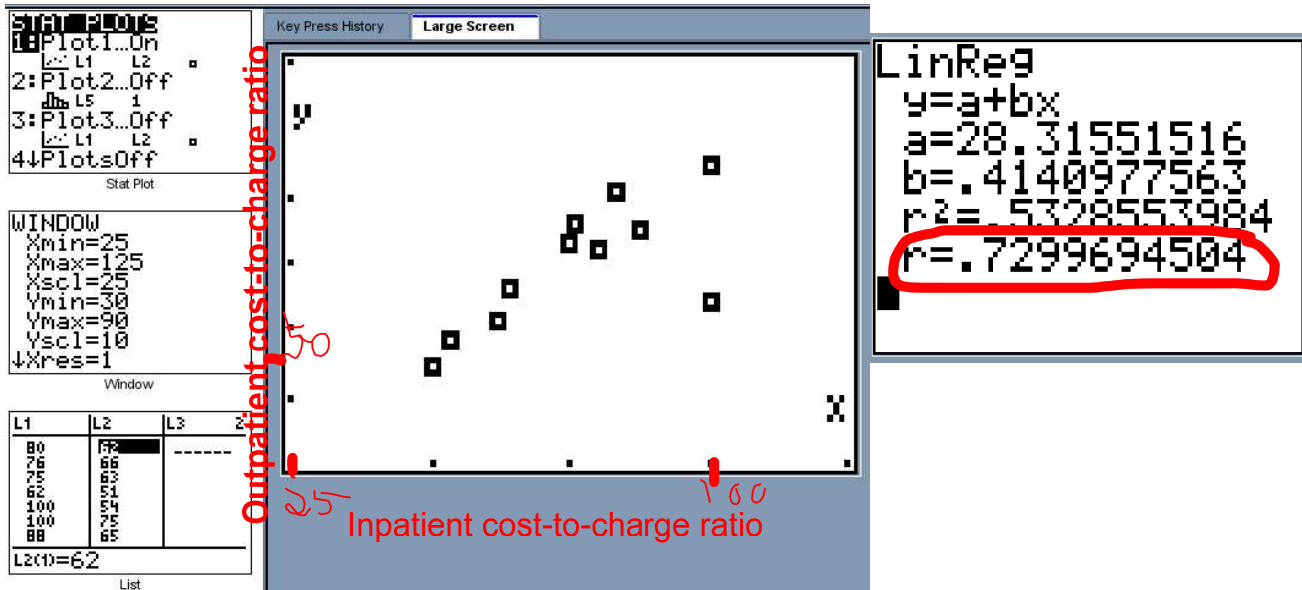 STAT PLOTS
1:Plot1…On
L1 L2
2:Plot2…Off
L5 1
3:Plot3…Off
L1 L2
4↓PlotsOff
Stat Plot
WINDOW
Xmin=25
Xmax=125
Xscl=25
Ymin=30
Ymax=90
Yscl=10
↓Xres=1
Window
L1 L2 L3 2
80 62 ------
76 66
75 63
62 51
100 54
100 75
88 65
L2(1)=62
List
Key Press History
Large Screen
Outpatient cost-to-charge ratio
y
50
x
25
100
Inpatient cost-to-charge ratio
LinReg
y=a+bx
a=28.31551516
b=.4140977563
r²=.5328553984
r=.7299694504